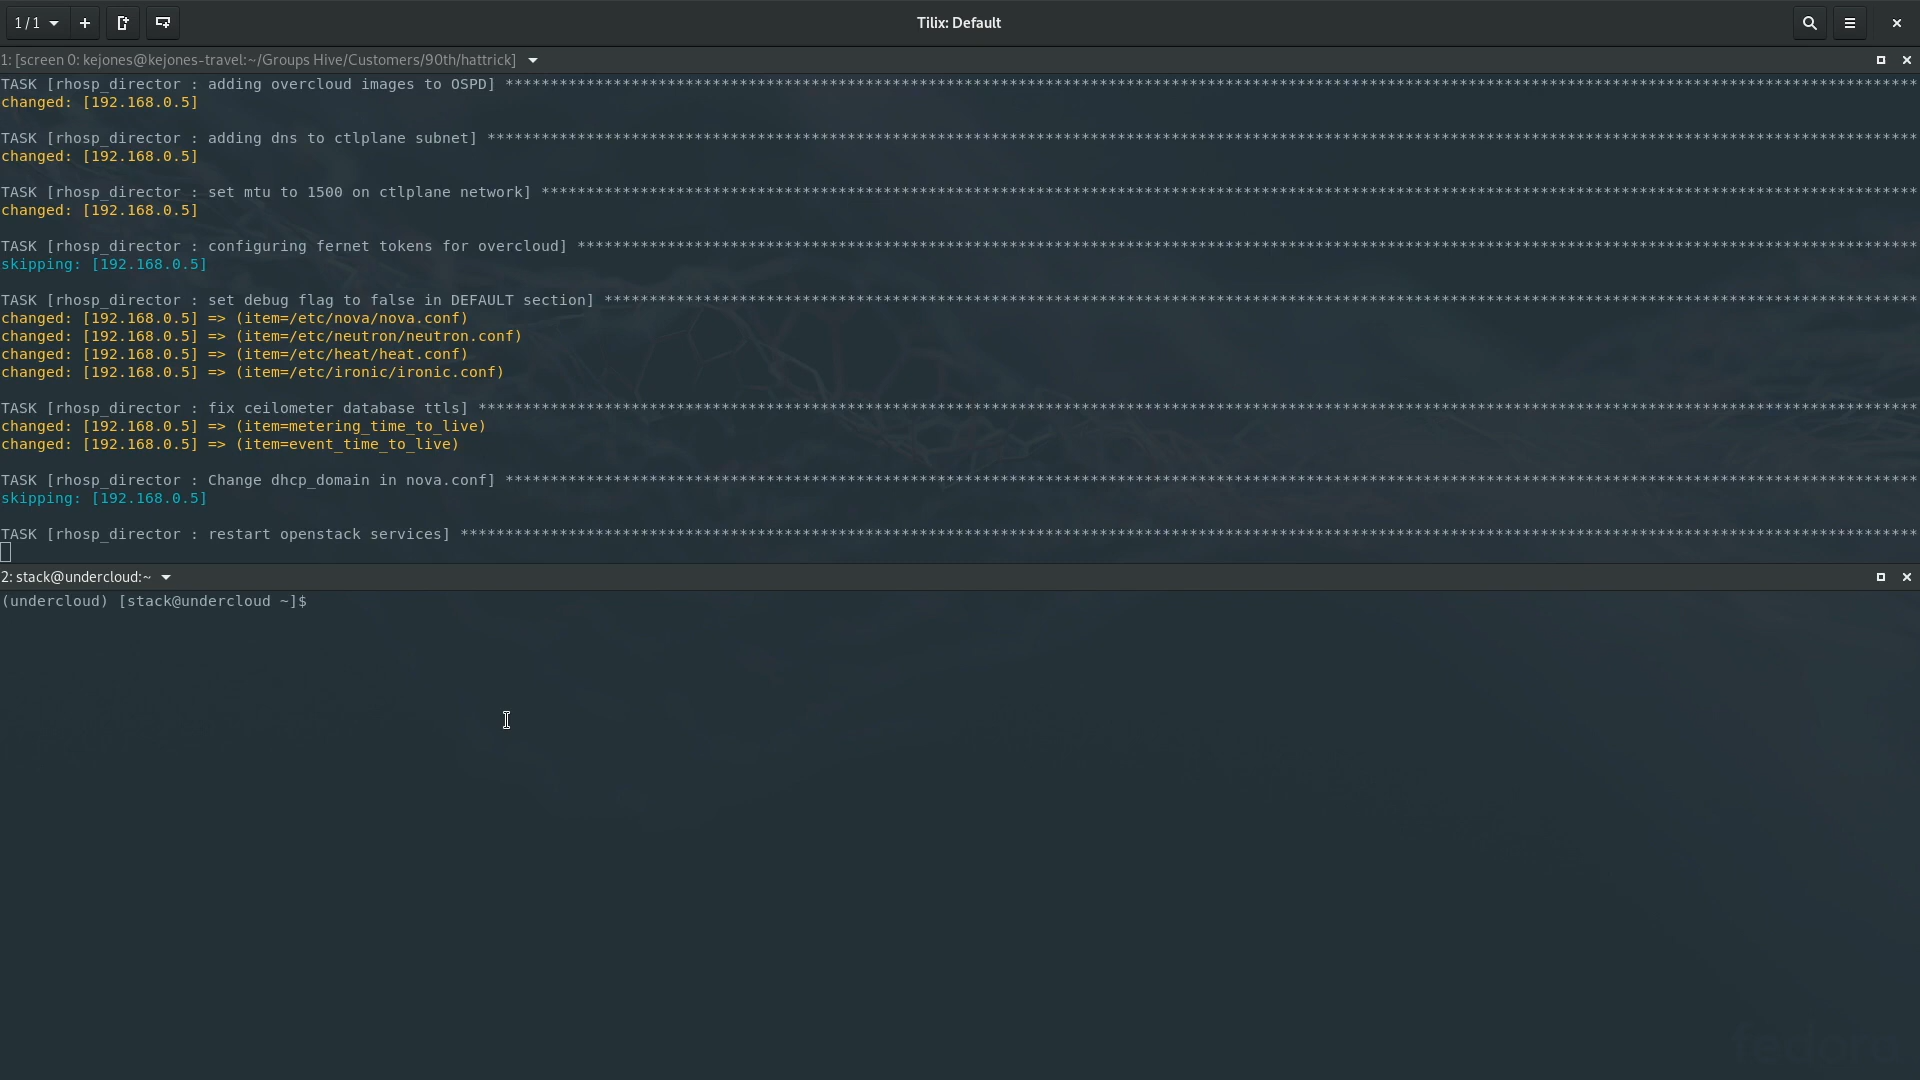 1 / 1
Tilix: Default
1: [screen 0: kejones@kejones-travel:~/Groups Hive/Customers/90th/hattrick]
TASK [rhosp_director : adding overcloud images to OSPD] ****************************************************************************************************************************************************************
changed: [192.168.0.5]
TASK [rhosp_director : adding dns to ctlplane subnet] ******************************************************************************************************************************************************************
changed: [192.168.0.5]
TASK [rhosp_director : set mtu to 1500 on ctlplane network] ************************************************************************************************************************************************************
changed: [192.168.0.5]
TASK [rhosp_director : configuring fernet tokens for overcloud] ********************************************************************************************************************************************************
skipping: [192.168.0.5]
TASK [rhosp_director : set debug flag to false in DEFAULT section] *****************************************************************************************************************************************************
changed: [192.168.0.5] => (item=/etc/nova/nova.conf)
changed: [192.168.0.5] => (item=/etc/neutron/neutron.conf)
changed: [192.168.0.5] => (item=/etc/heat/heat.conf)
changed: [192.168.0.5] => (item=/etc/ironic/ironic.conf)
TASK [rhosp_director : fix ceilometer database ttls] *******************************************************************************************************************************************************************
changed: [192.168.0.5] => (item=metering_time_to_live)
changed: [192.168.0.5] => (item=event_time_to_live)
TASK [rhosp_director : Change dhcp_domain in nova.conf] ****************************************************************************************************************************************************************
skipping: [192.168.0.5]
TASK [rhosp_director : restart openstack services] *********************************************************************************************************************************************************************
2: stack@undercloud:~
(undercloud) [stack@undercloud ~]$
fedora